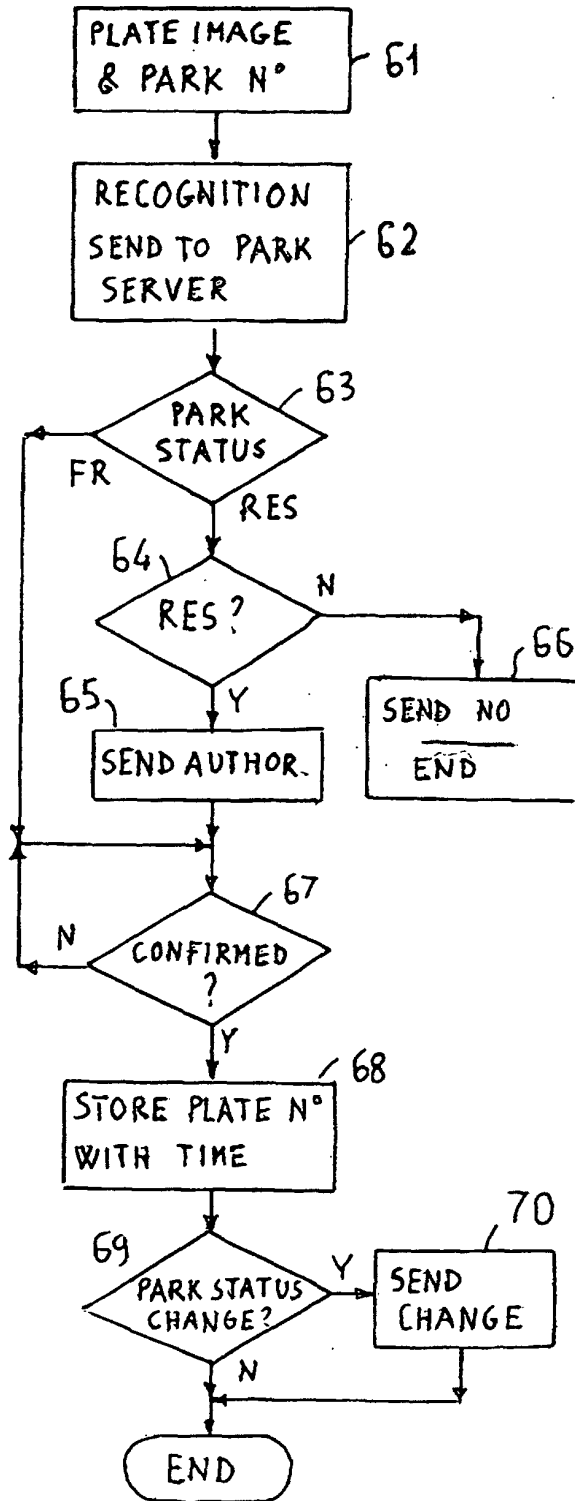 PLATE IMAGE
& PARK N°
61
RECOGNITION
SEND TO PARK
SERVER
62
63
PARK
STATUS
FR
RES
64
RES?
N
Y
66
SEND NO
END
65
SEND AUTHOR.
67
N
CONFIRMED
?
Y
68
STORE PLATE N°
WITH TIME
69
PARK STATUS
CHANGE?
Y
N
70
SEND
CHANGE
END